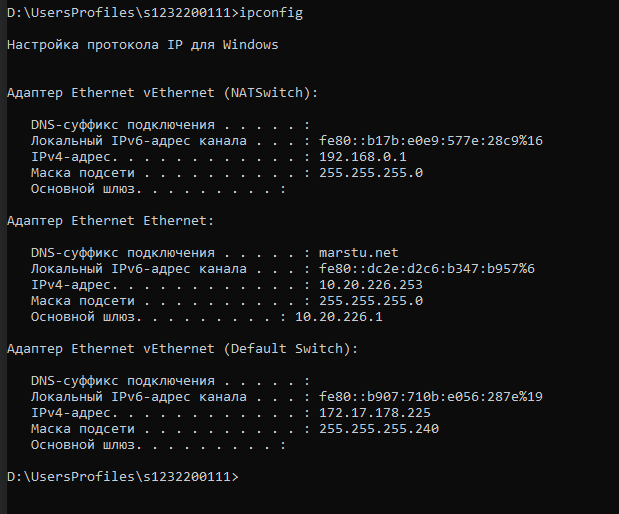 D:\UsersProfiles\s1232200111>ipconfig
Настройка протокола IP для Windows
Адаптер Ethernet vEthernet (NATSwitch):
DNS-суффикс подключения . . . . . :
Локальный IPv6-адрес канала . . . : fe80::b17b:e0e9:577e:28c9%16
IPv4-адрес. . . . . . . . . . . . : 192.168.0.1
Маска подсети . . . . . . . . . . : 255.255.255.0
Основной шлюз. . . . . . . . . :
Адаптер Ethernet Ethernet:
DNS-суффикс подключения . . . . . : marstu.net
Локальный IPv6-адрес канала . . . : fe80::dc2e:d2c6:b347:b957%6
IPv4-адрес. . . . . . . . . . . . : 10.20.226.253
Маска подсети . . . . . . . . . . : 255.255.255.0
Основной шлюз. . . . . . . . . : 10.20.226.1
Адаптер Ethernet vEthernet (Default Switch):
DNS-суффикс подключения . . . . . :
Локальный IPv6-адрес канала . . . : fe80::b907:710b:e056:287e%19
IPv4-адрес. . . . . . . . . . . . : 172.17.178.225
Маска подсети . . . . . . . . . . : 255.255.255.240
Основной шлюз. . . . . . . . . :
D:\UsersProfiles\s1232200111>